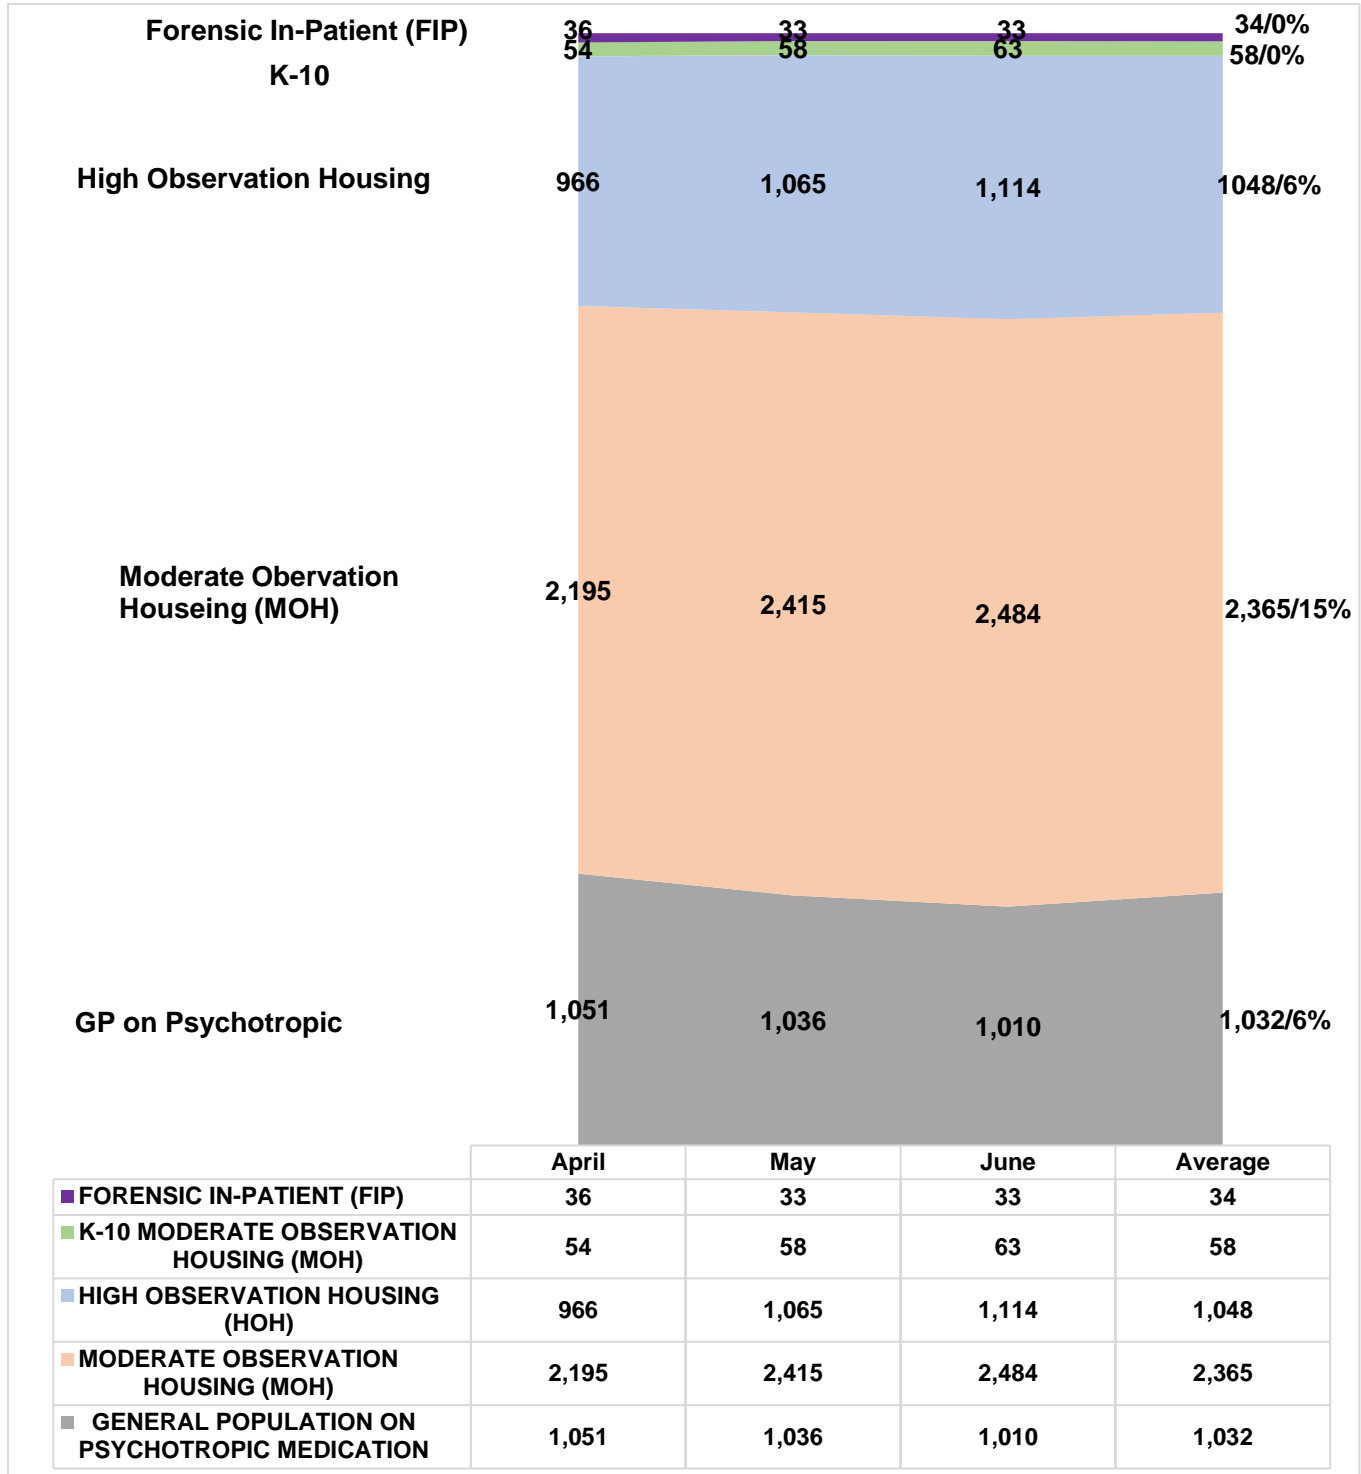 Forensic In-Patient (FIP) 36 33 33 34/0%
K-10 54 58 63 58/0%
High Observation Housing 966 1,065 1,114 1048/6%
Moderate Obervation
Houseing (MOH) 2,195 2,415 2,484 2,365/15%
GP on Psychotropic 1,051 1,036 1,010 1,032/6%
April May June Average
FORENSIC IN-PATIENT (FIP) 36 33 33 34
K-10 MODERATE OBSERVATION
HOUSING (MOH) 54 58 63 58
HIGH OBSERVATION HOUSING
(HOH) 966 1,065 1,114 1,048
MODERATE OBSERVATION
HOUSING (MOH) 2,195 2,415 2,484 2,365
GENERAL POPULATION ON
PSYCHOTROPIC MEDICATION 1,051 1,036 1,010 1,032